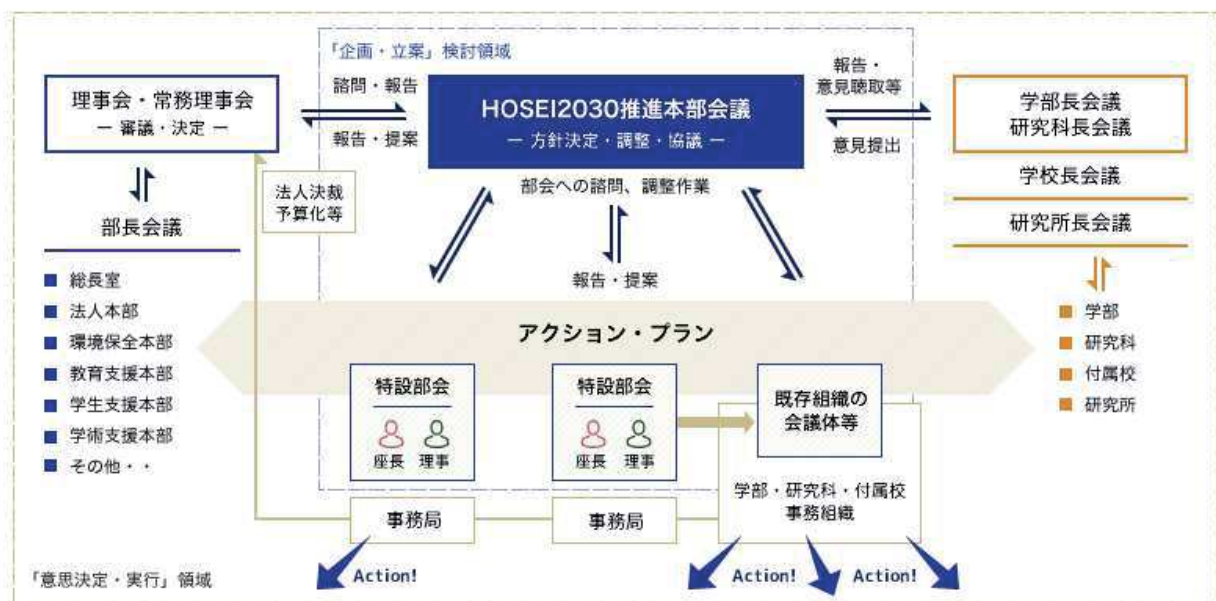 「企画・立案」検討領域
理事会・常務理事会
― 審議・決定 ―
諮問・報告
報告・提案
HOSEI2030推進本部会議
― 方針決定・調整・協議 ―
報告・
意見聴取等
意見提出
学部長会議
研究科長会議
学校長会議
研究所長会議
法人決裁
予算化等
部会への諮問、調整作業
報告・提案
部長会議
総長室
法人本部
環境保全本部
教育支援本部
学生支援本部
学術支援本部
その他・・
アクション・プラン
学部
研究科
付属校
研究所
特設部会
座長 理事
特設部会
座長 理事
既存組織の
会議体等
学部・研究科・付属校
事務組織
事務局
事務局
Action!
Action!
Action!
「意思決定・実行」領域